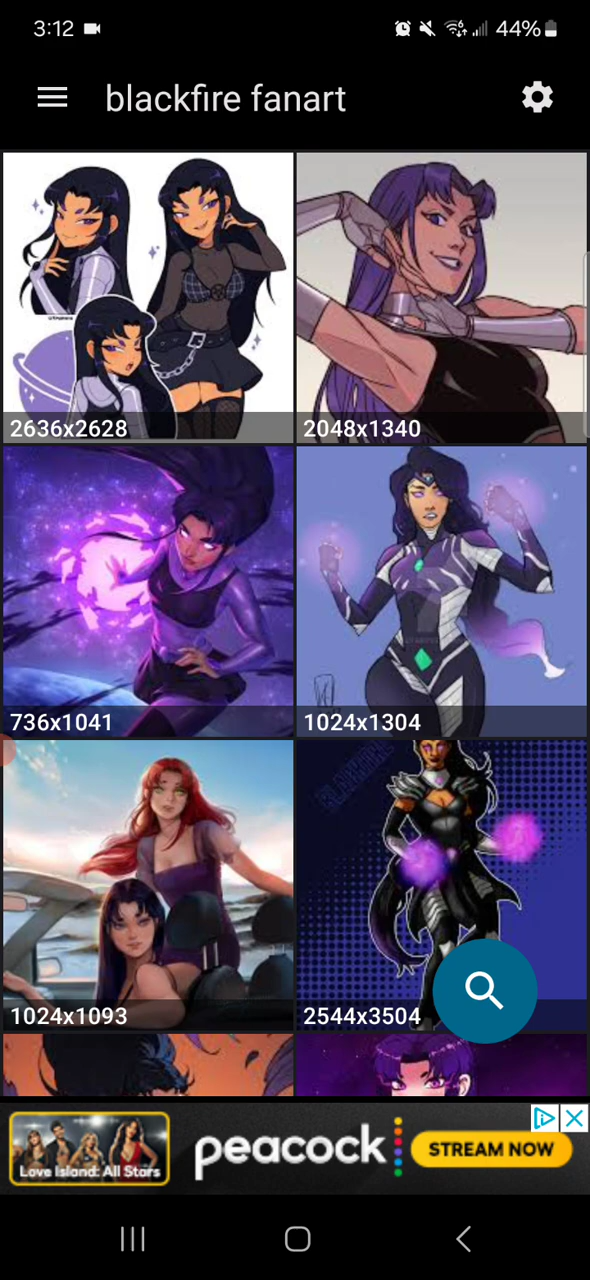 3:12
44%
blackfire fanart
2636x2628
2048x1340
736x1041
1024x1304
1024x1093
2544x3504
Love Island: All Stars
peacock
STREAM NOW